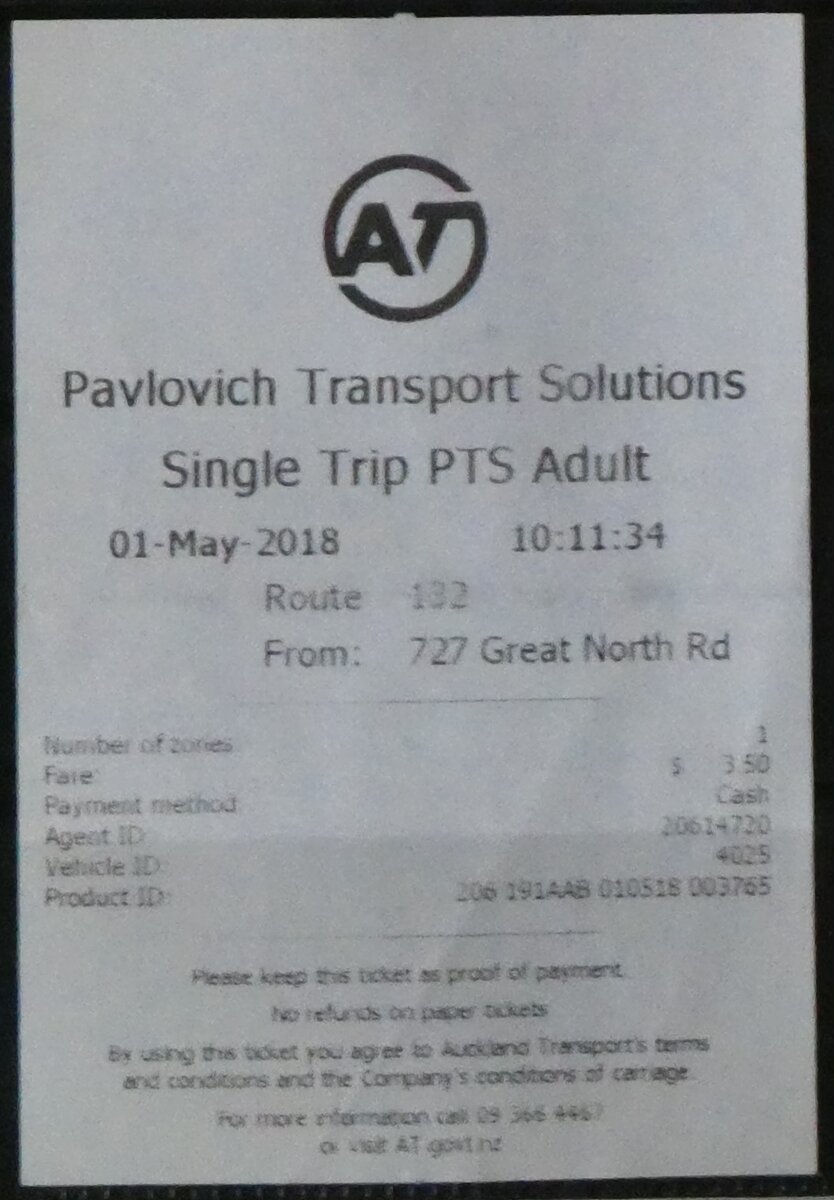 AT
Pavlovich Transport Solutions
Single Trip PTS Adult
01-May-2018 10:11:34
Route 132
From: 727 Great North Rd
Number of zones 1
Fare: $ 3.50
Payment method Cash
Agent ID: 20614720
Vehicle ID: 4025
Product ID: 206 191AAB 010518 003765
Please keep this ticket as proof of payment
No refunds on paper tickets
By using this ticket you agree to Auckland Transport's terms
and conditions and the Company's conditions of carriage.
For more information call 09 366 4467
or visit AT.govt.nz